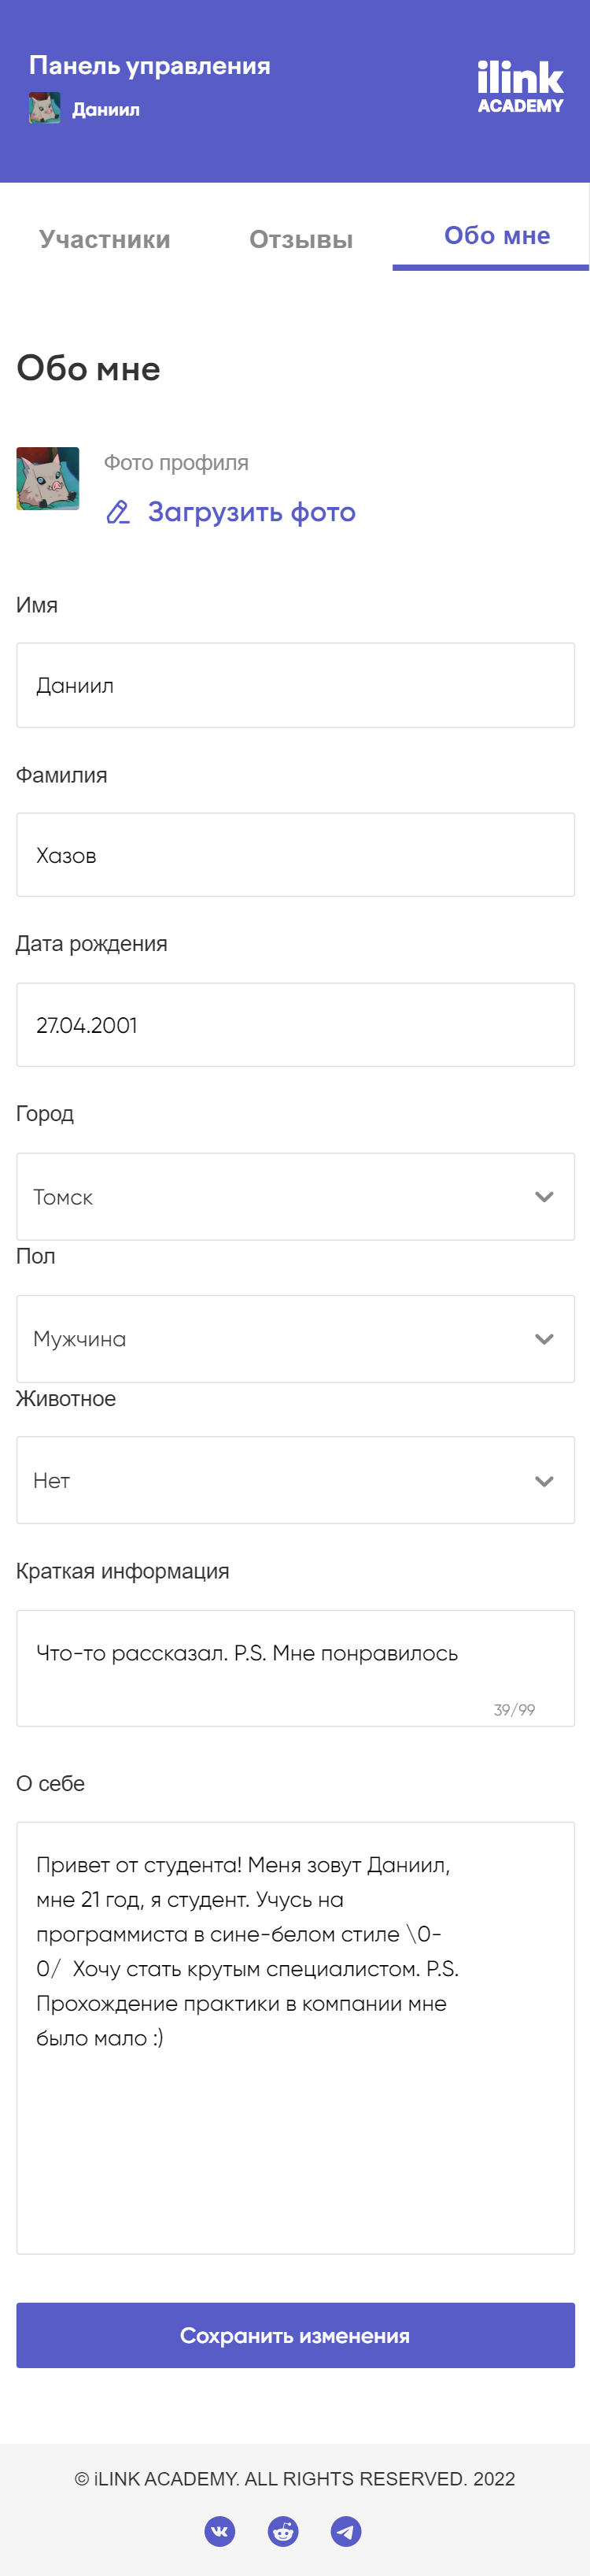 Панель управления
Даниил
ilink
ACADEMY
Участники
Отзывы
Обо мне
Обо мне
Фото профиля
Загрузить фото
Имя
Даниил
Фамилия
Хазов
Дата рождения
27.04.2001
Город
Томск
Пол
Мужчина
Животное
Нет
Краткая информация
Что-то рассказал. P.S. Мне понравилось
39/99
О себе
Привет от студента! Меня зовут Даниил,
мне 21 год, я студент. Учусь на
программиста в сине-белом стиле \0-
0/  Хочу стать крутым специалистом. P.S.
Прохождение практики в компании мне
было мало :)
Сохранить изменения
© iLINK ACADEMY. ALL RIGHTS RESERVED. 2022